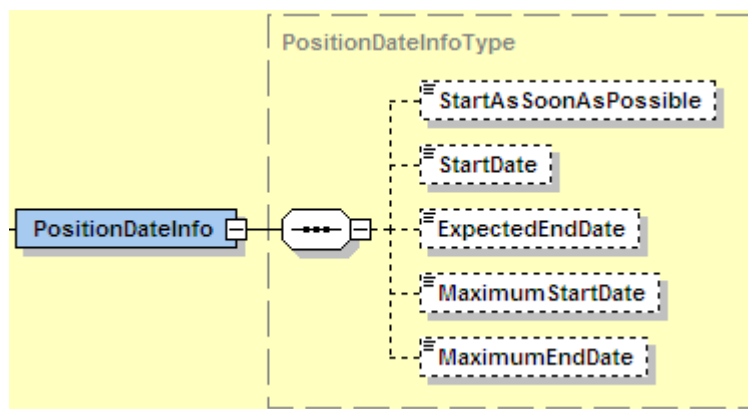 PositionDateInfoType
StartAsSoonAsPossible
StartDate
PositionDateInfo
ExpectedEndDate
MaximumStartDate
MaximumEndDate